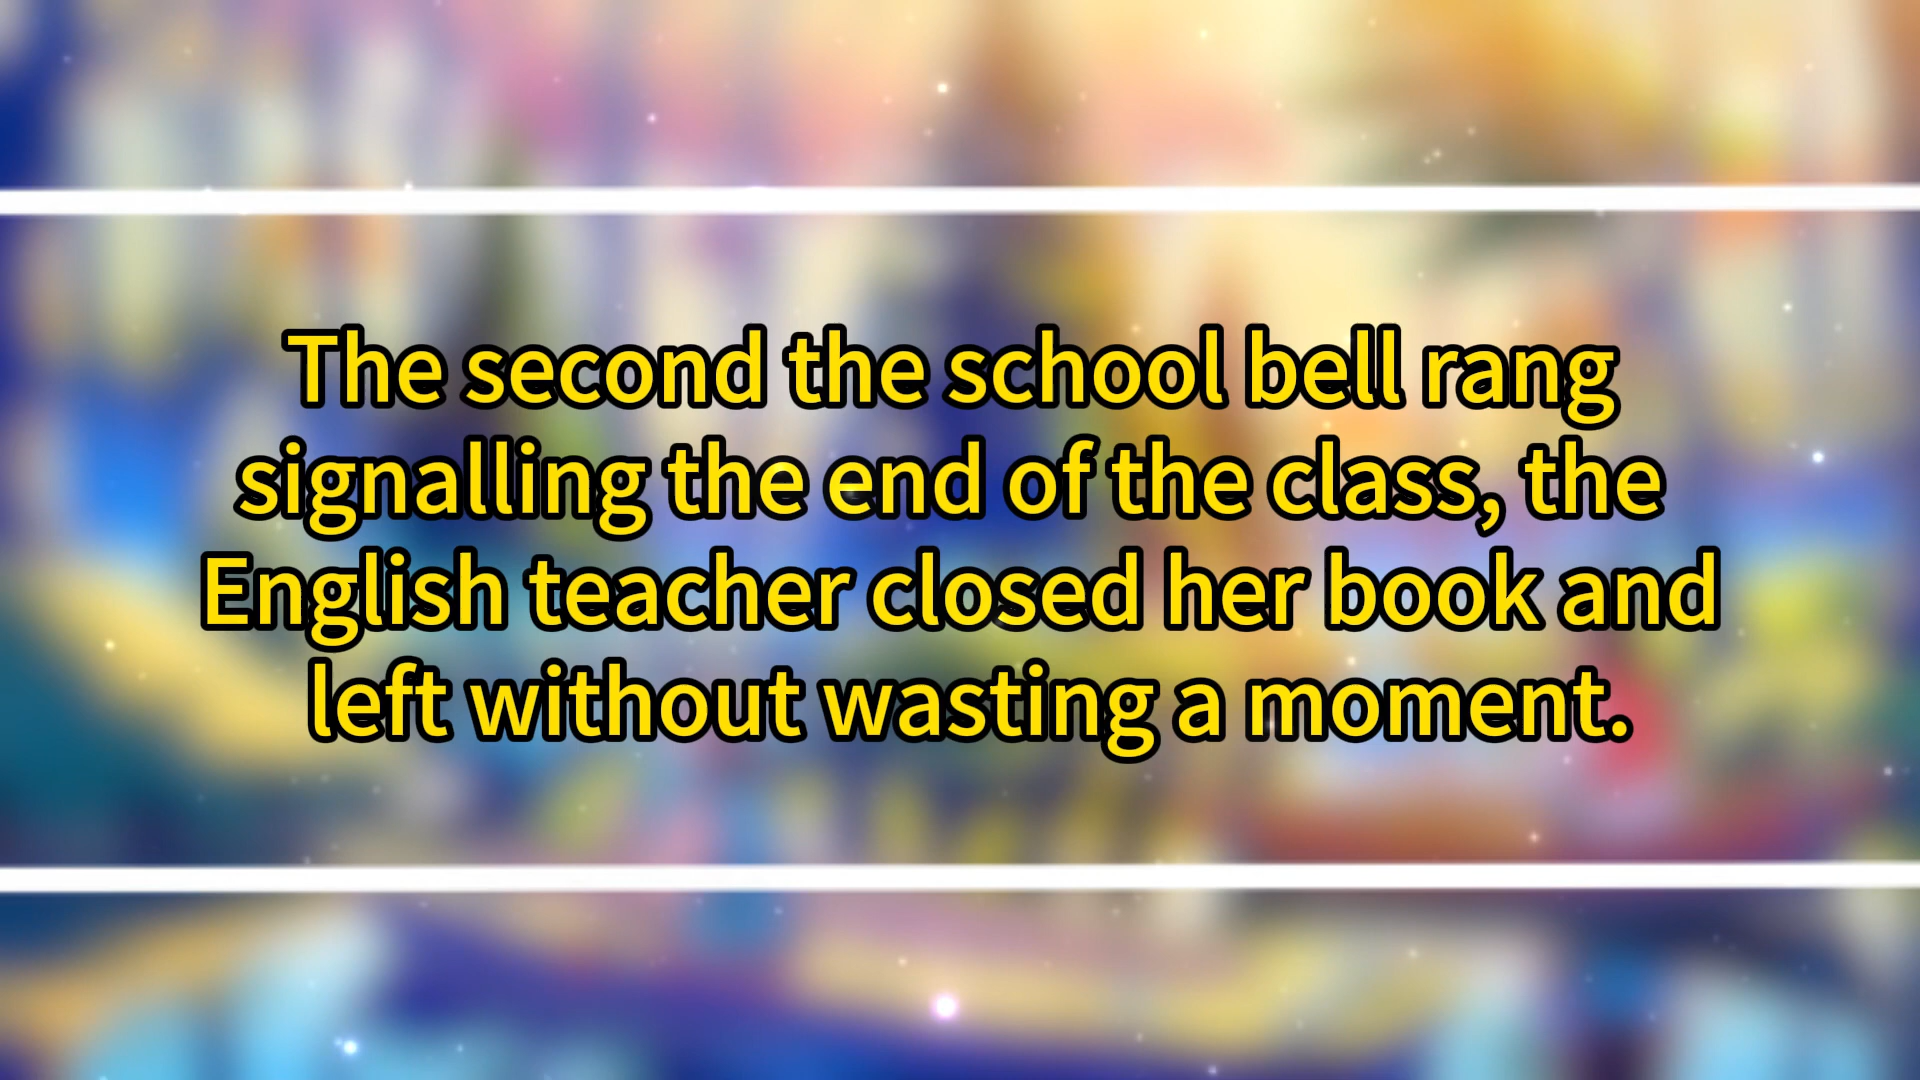 The second the school bell rang
signalling the end of the class, the
English teacher closed her book and
left without wasting a moment.